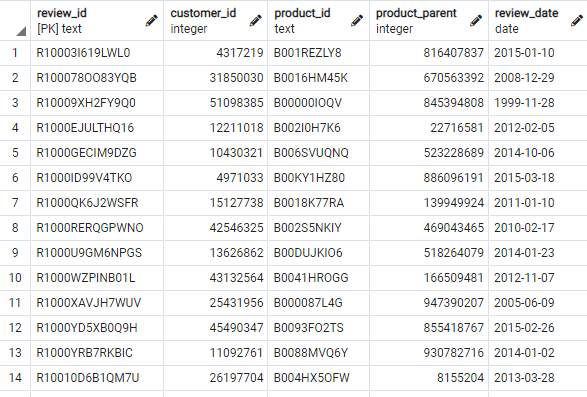 review_id customer_id product_id product_parent review_date
[PK] text integer text integer date
1 R10003I619LWL0 4317219 B001REZLY8 816407837 2015-01-10
2 R100078OO83YQB 31850030 B0016HM45K 670563392 2008-12-29
3 R10009XH2FY9Q0 51098385 B00000IOQV 845394808 1999-11-28
4 R1000EJULTHQ16 12211018 B002I0H7K6 22716581 2012-02-05
5 R1000GECIM9DZG 10430321 B006SVUQNQ 523228689 2014-10-06
6 R1000ID99V4TKO 4971033 B00KY1HZ80 886096191 2015-03-18
7 R1000QK6J2WSFR 15127738 B0018K77RA 139949924 2011-01-10
8 R1000RERQGPWNO 42546325 B002S5NKIY 469043465 2010-02-17
9 R1000U9GM6NPGS 13626862 B00DUJKIO6 518264079 2014-01-23
10 R1000WZPINB01L 43132564 B0041HROGG 166509481 2012-11-07
11 R1000XAVJH7WUV 25431956 B000087L4G 947390207 2005-06-09
12 R1000YD5XB0Q9H 45490347 B0093FO2TS 855418767 2015-02-26
13 R1000YRB7RKBIC 11092761 B0088MVQ6Y 930782716 2014-01-02
14 R10010D6B1QM7U 26197704 B004HX5OFW 8155204 2013-03-28